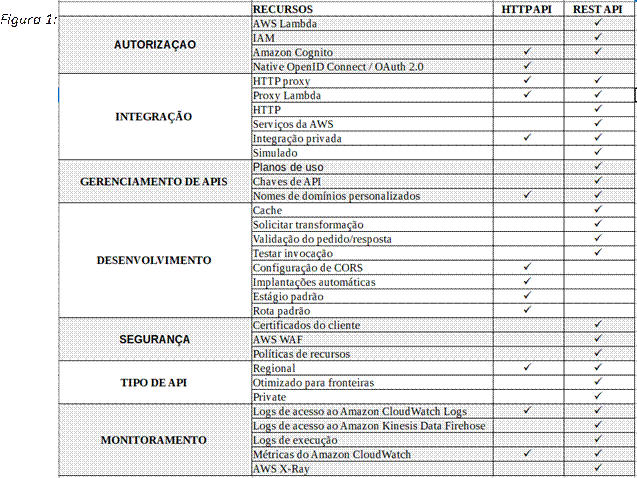 Figura 1:
RECURSOS HTTP API REST API
AUTORIZAÇAO
AWS Lambda ✓
IAM ✓
Amazon Cognito ✓ ✓
Native OpenID Connect / OAuth 2.0 ✓
INTEGRAÇÃO
HTTP proxy ✓ ✓
Proxy Lambda ✓ ✓
HTTP ✓
Serviços da AWS ✓
Integração privada ✓ ✓
Simulado ✓
GERENCIAMENTO DE APIS
Planos de uso ✓
Chaves de API ✓
Nomes de domínios personalizados ✓ ✓
DESENVOLVIMENTO
Cache ✓
Solicitar transformação ✓
Validação do pedido/resposta ✓
Testar invocação ✓
Configuração de CORS ✓
Implantações automáticas ✓
Estágio padrão ✓
Rota padrão ✓
SEGURANÇA
Certificados do cliente ✓
AWS WAF ✓
Políticas de recursos ✓
TIPO DE API
Regional ✓ ✓
Otimizado para fronteiras ✓
Private ✓
MONITORAMENTO
Logs de acesso ao Amazon CloudWatch Logs ✓ ✓
Logs de acesso ao Amazon Kinesis Data Firehose ✓
Logs de execução ✓
Métricas do Amazon CloudWatch ✓ ✓
AWS X-Ray ✓